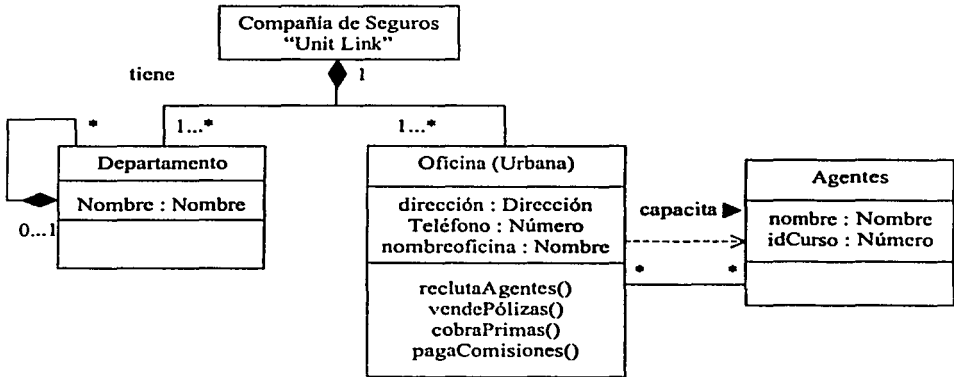 Compañía de Seguros
"Unit Link"
tiene
1
*
1...*
1...*
Departamento
Nombre : Nombre
0...1
Oficina (Urbana)
dirección : Dirección
Teléfono : Número
nombreoficina : Nombre
reclutaAgentes()
vendePólizas()
cobraPrimas()
pagaComisiones()
capacita
*
*
Agentes
nombre : Nombre
idCurso : Número